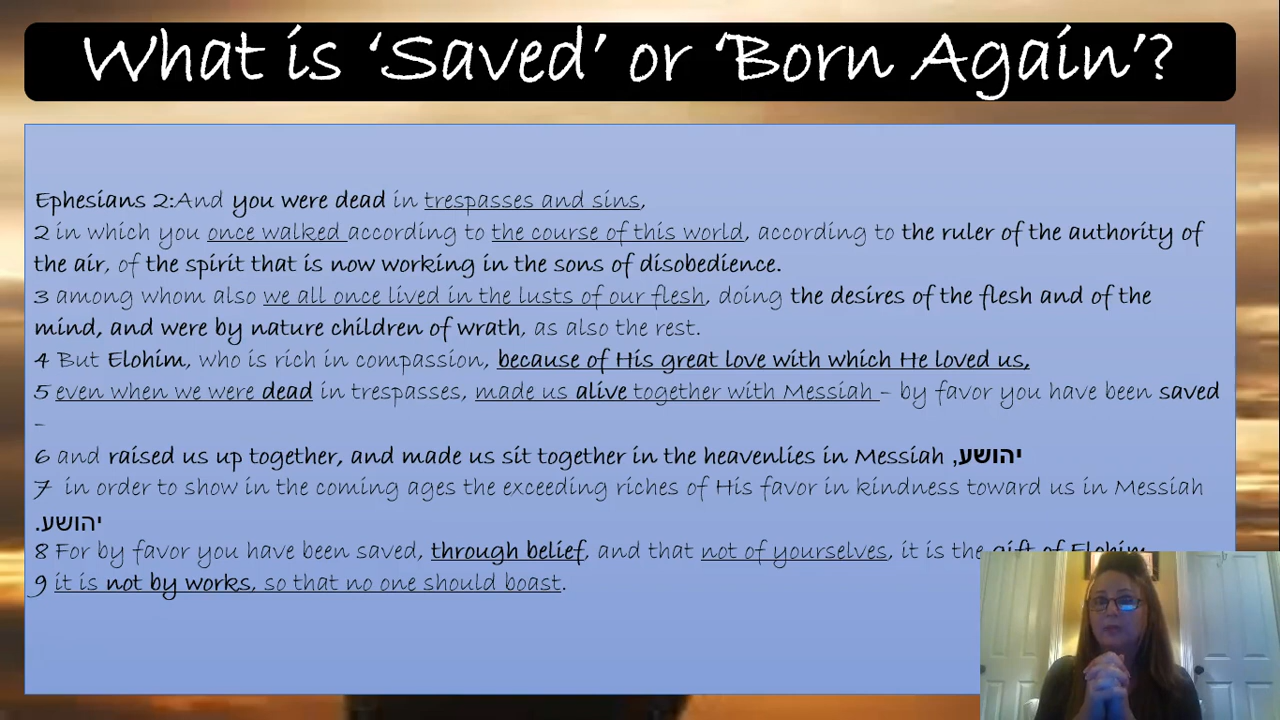 What is ‘Saved’ or ‘Born Again’?
Ephesians 2:And you were dead in trespasses and sins,
2 in which you once walked according to the course of this world, according to the ruler of the authority of
the air, of the spirit that is now working in the sons of disobedience.
3 among whom also we all once lived in the lusts of our flesh, doing the desires of the flesh and of the
mind, and were by nature children of wrath, as also the rest.
4 But Elohim, who is rich in compassion, because of His great love with which He loved us,
5 even when we were dead in trespasses, made us alive together with Messiah – by favor you have been saved
–
6 and raised us up together, and made us sit together in the heavenlies in Messiah יהושע,
7 in order to show in the coming ages the exceeding riches of His favor in kindness toward us in Messiah
יהושע.
8 For by favor you have been saved, through belief, and that not of yourselves, it is the gift of Elohim
9 it is not by works, so that no one should boast.